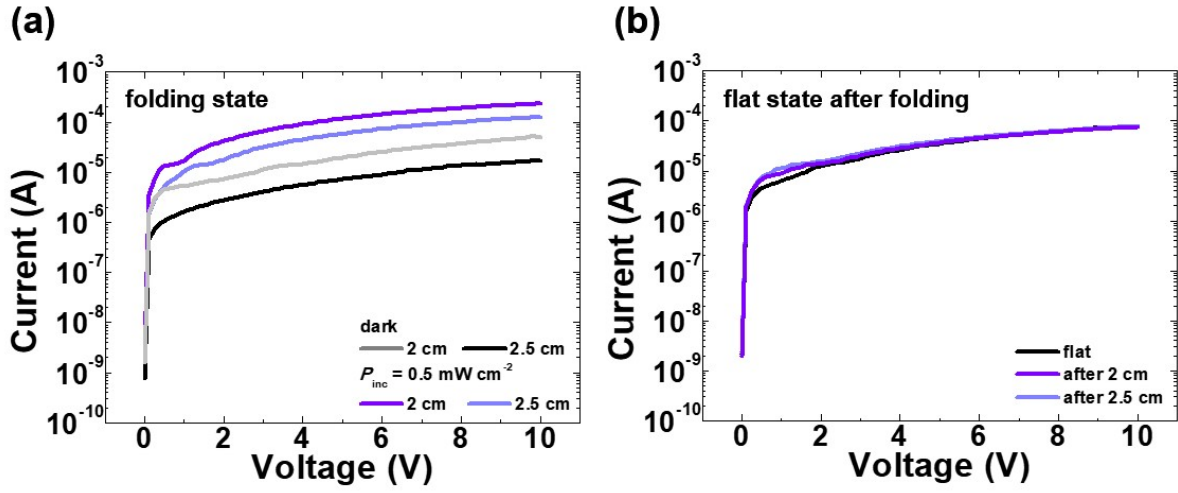 (a)
folding state
Current (A)
10⁻³
10⁻⁴
10⁻⁵
10⁻⁶
10⁻⁷
10⁻⁸
10⁻⁹
10⁻¹⁰
dark
2 cm 2.5 cm
P_inc = 0.5 mW cm⁻²
2 cm 2.5 cm
0 2 4 6 8 10
Voltage (V)
(b)
flat state after folding
Current (A)
10⁻³
10⁻⁴
10⁻⁵
10⁻⁶
10⁻⁷
10⁻⁸
10⁻⁹
10⁻¹⁰
flat
after 2 cm
after 2.5 cm
0 2 4 6 8 10
Voltage (V)